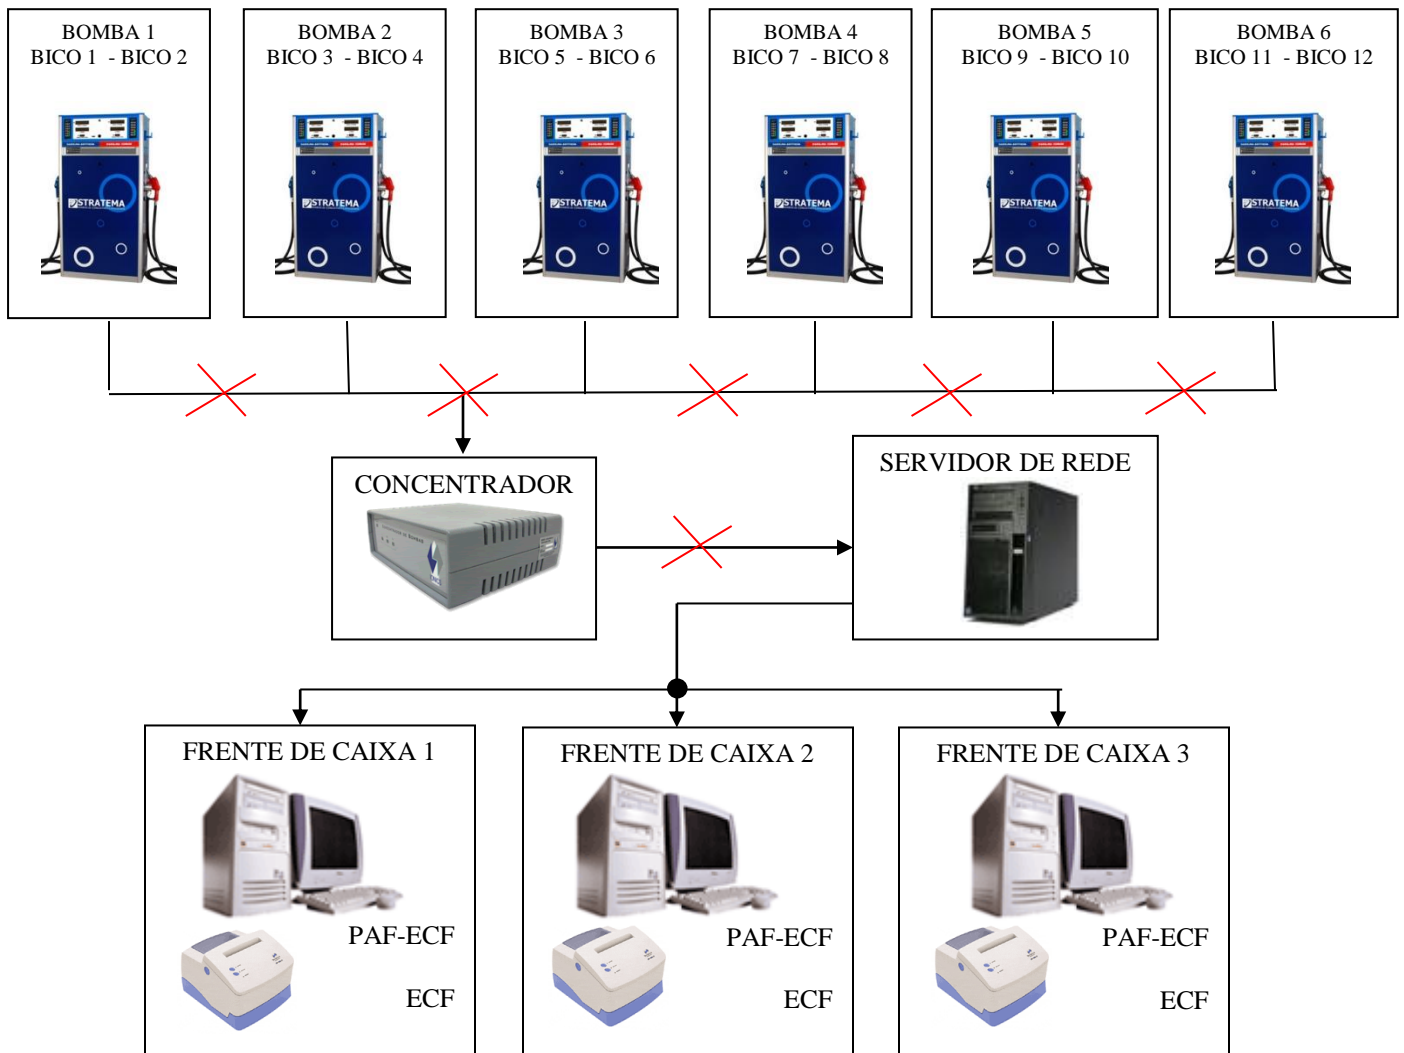 BOMBA 1
BICO 1 - BICO 2
BOMBA 2
BICO 3 - BICO 4
BOMBA 3
BICO 5 - BICO 6
BOMBA 4
BICO 7 - BICO 8
BOMBA 5
BICO 9 - BICO 10
BOMBA 6
BICO 11 - BICO 12
STRATEMA
STRATEMA
STRATEMA
STRATEMA
STRATEMA
STRATEMA
CONCENTRADOR
SERVIDOR DE REDE
FRENTE DE CAIXA 1
PAF-ECF
ECF
FRENTE DE CAIXA 2
PAF-ECF
ECF
FRENTE DE CAIXA 3
PAF-ECF
ECF